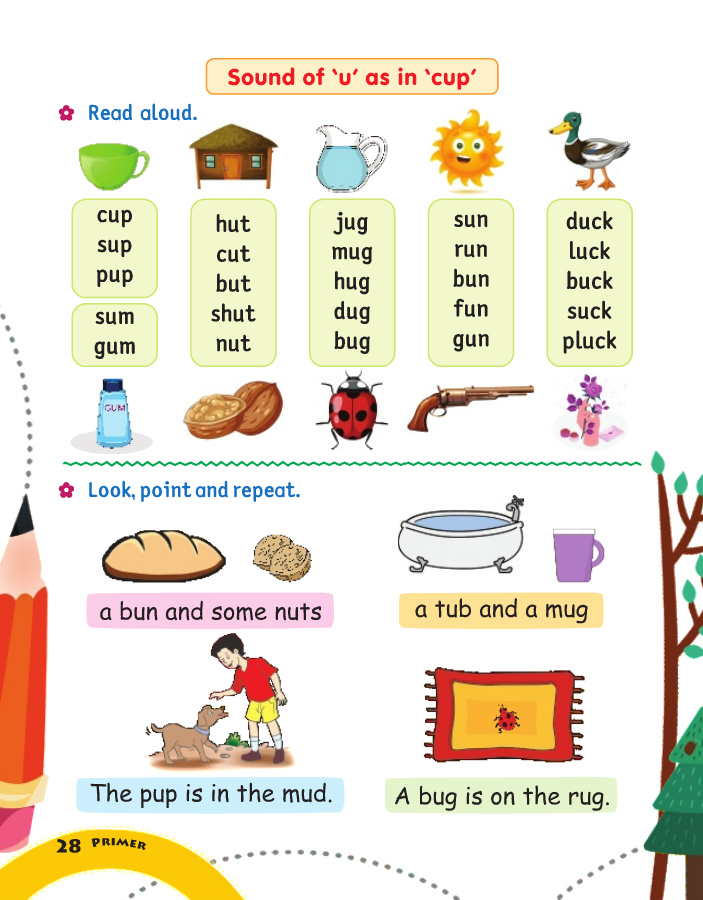 Sound of ‘u’ as in ‘cup’
Read aloud.
cup
sup
pup
sum
gum
hut
cut
but
shut
nut
jug
mug
hug
dug
bug
sun
run
bun
fun
gun
duck
luck
buck
suck
pluck
GUM
Look, point and repeat.
a bun and some nuts
a tub and a mug
The pup is in the mud.
A bug is on the rug.
28 PRIMER